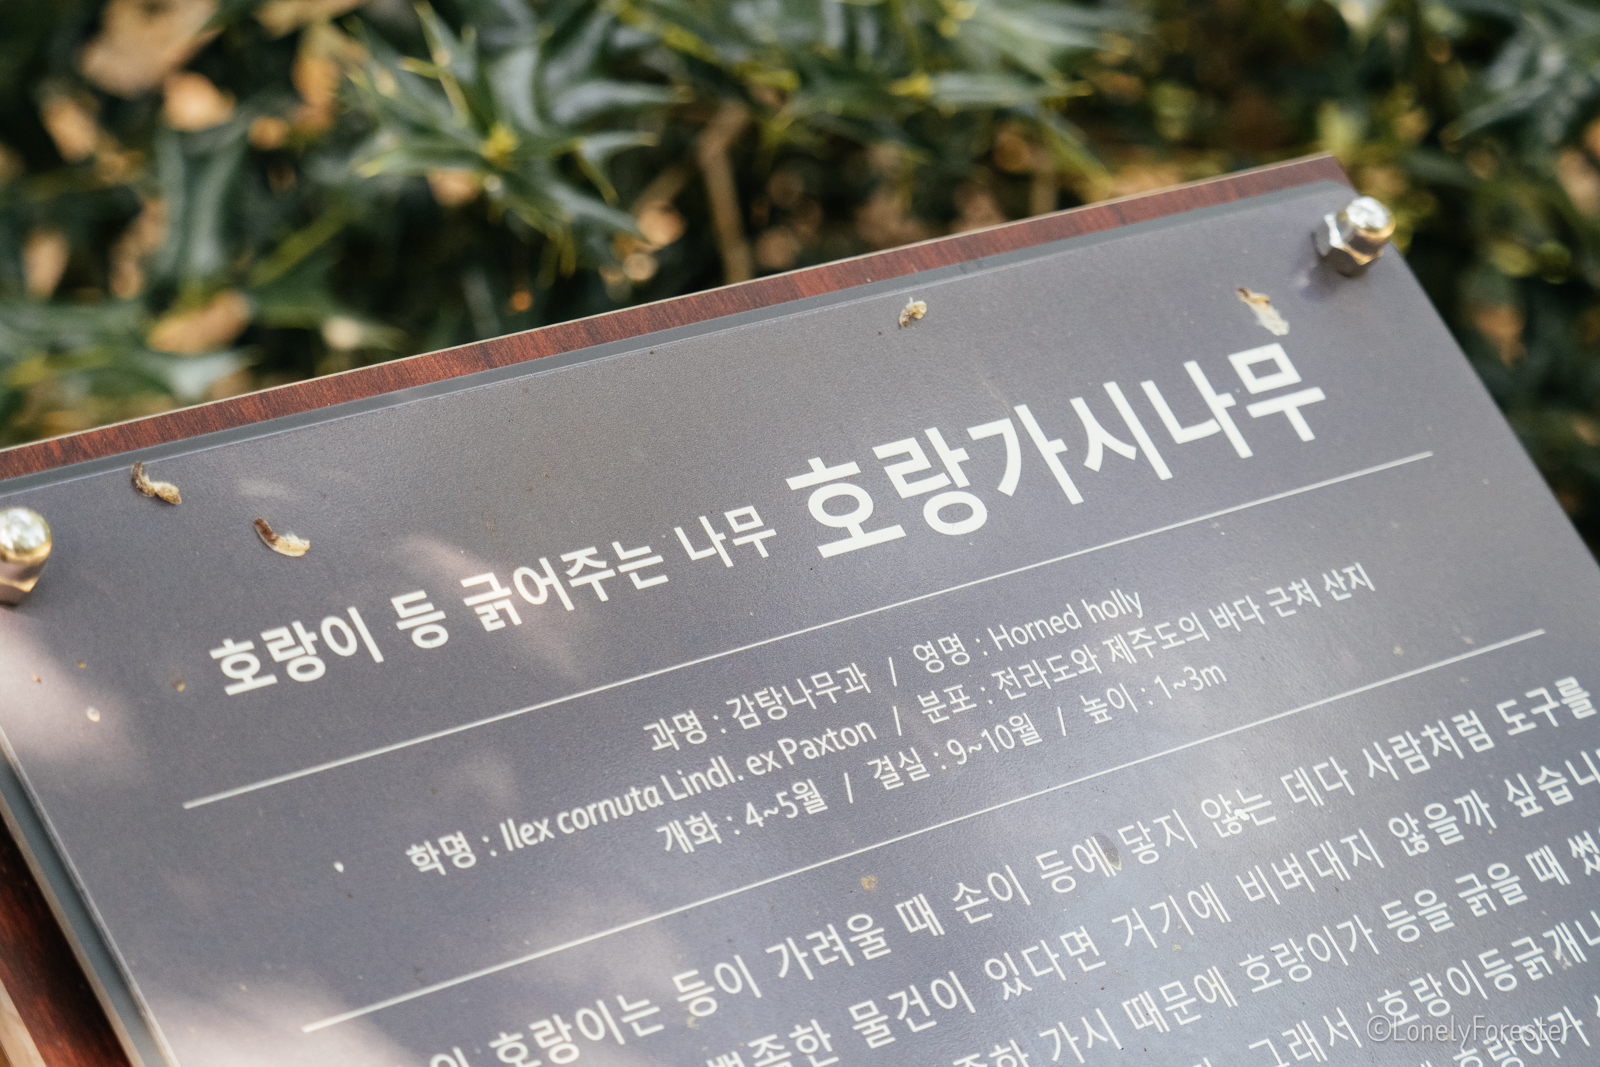 호랑이 등 긁어주는 나무 호랑가시나무
과명 : 감탕나무과 / 영명 : Horned holly
학명 : Ilex cornuta Lindl. ex Paxton / 분포 : 전라도와 제주도의 바다 근처 산지
개화 : 4~5월 / 결실 : 9~10월 / 높이 : 1~3m
호랑이는 등이 가려울 때 손이 등에 닿지 않는 데다 사람처럼 도구를
뾰족한 물건이 있다면 거기에 비벼대지 않을까 싶습니
가시 때문에 호랑이가 등을 긁을 때 썼
그래서 '호랑이등긁개나
호랑이가
©LonelyForester